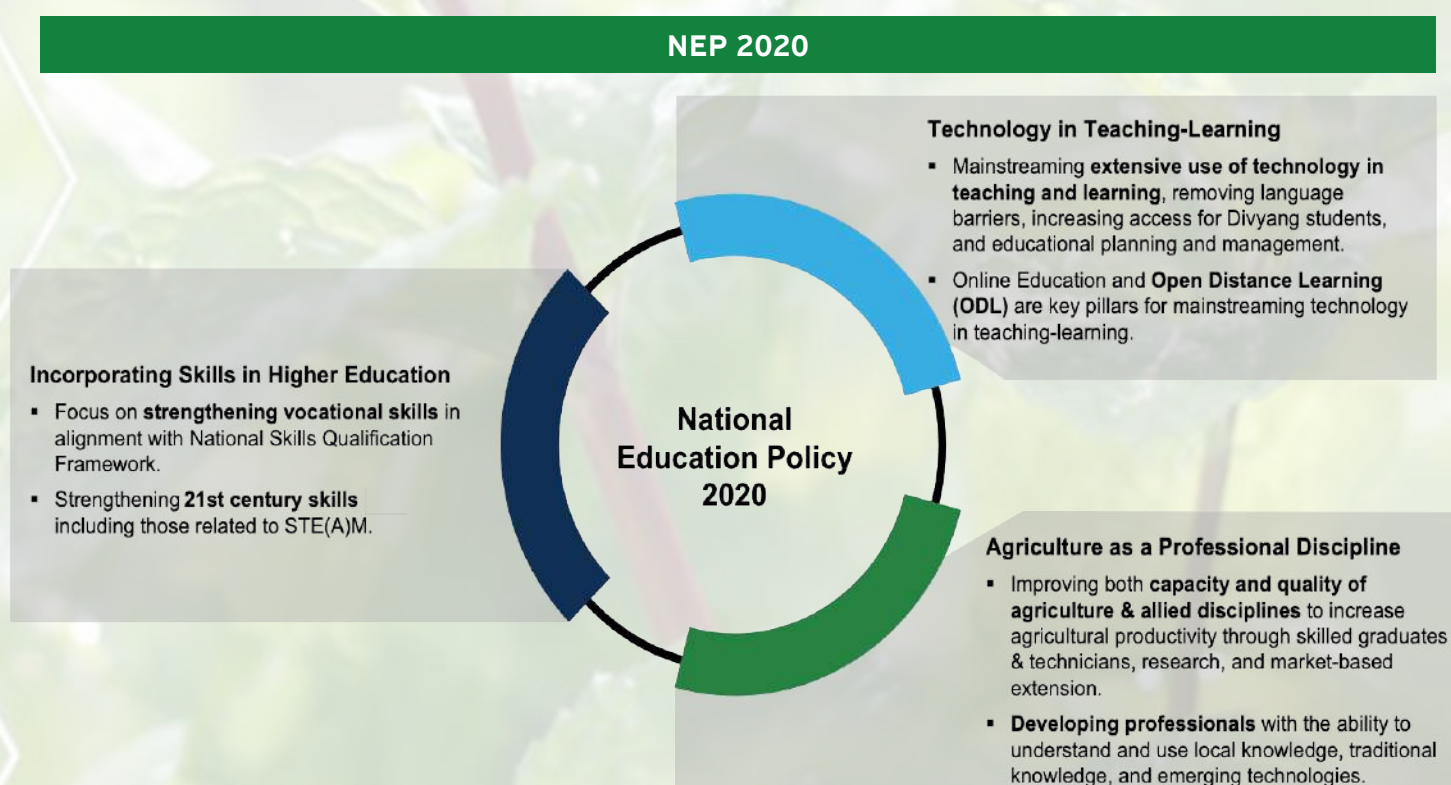 NEP 2020
Technology in Teaching-Learning
▪ Mainstreaming extensive use of technology in
teaching and learning, removing language
barriers, increasing access for Divyang students,
and educational planning and management.
▪ Online Education and Open Distance Learning
(ODL) are key pillars for mainstreaming technology
in teaching-learning.
Incorporating Skills in Higher Education
▪ Focus on strengthening vocational skills in
alignment with National Skills Qualification
Framework.
▪ Strengthening 21st century skills
including those related to STE(A)M.
National
Education Policy
2020
Agriculture as a Professional Discipline
▪ Improving both capacity and quality of
agriculture & allied disciplines to increase
agricultural productivity through skilled graduates
& technicians, research, and market-based
extension.
▪ Developing professionals with the ability to
understand and use local knowledge, traditional
knowledge, and emerging technologies.